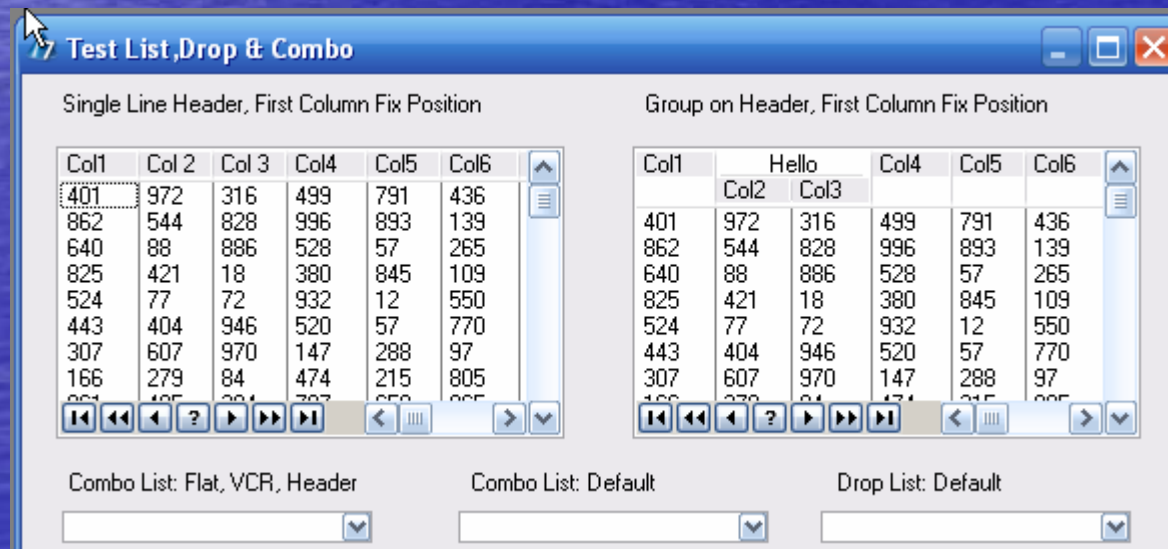 Test List,Drop & Combo
Single Line Header, First Column Fix Position
Col1 Col 2 Col 3 Col4 Col5 Col6
401 972 316 499 791 436
862 544 828 996 893 139
640 88 886 528 57 265
825 421 18 380 845 109
524 77 72 932 12 550
443 404 946 520 57 770
307 607 970 147 288 97
166 279 84 474 215 805
?
Group on Header, First Column Fix Position
Col1 Hello Col4 Col5 Col6
Col2 Col3
401 972 316 499 791 436
862 544 828 996 893 139
640 88 886 528 57 265
825 421 18 380 845 109
524 77 72 932 12 550
443 404 946 520 57 770
307 607 970 147 288 97
?
Combo List: Flat, VCR, Header
Combo List: Default
Drop List: Default